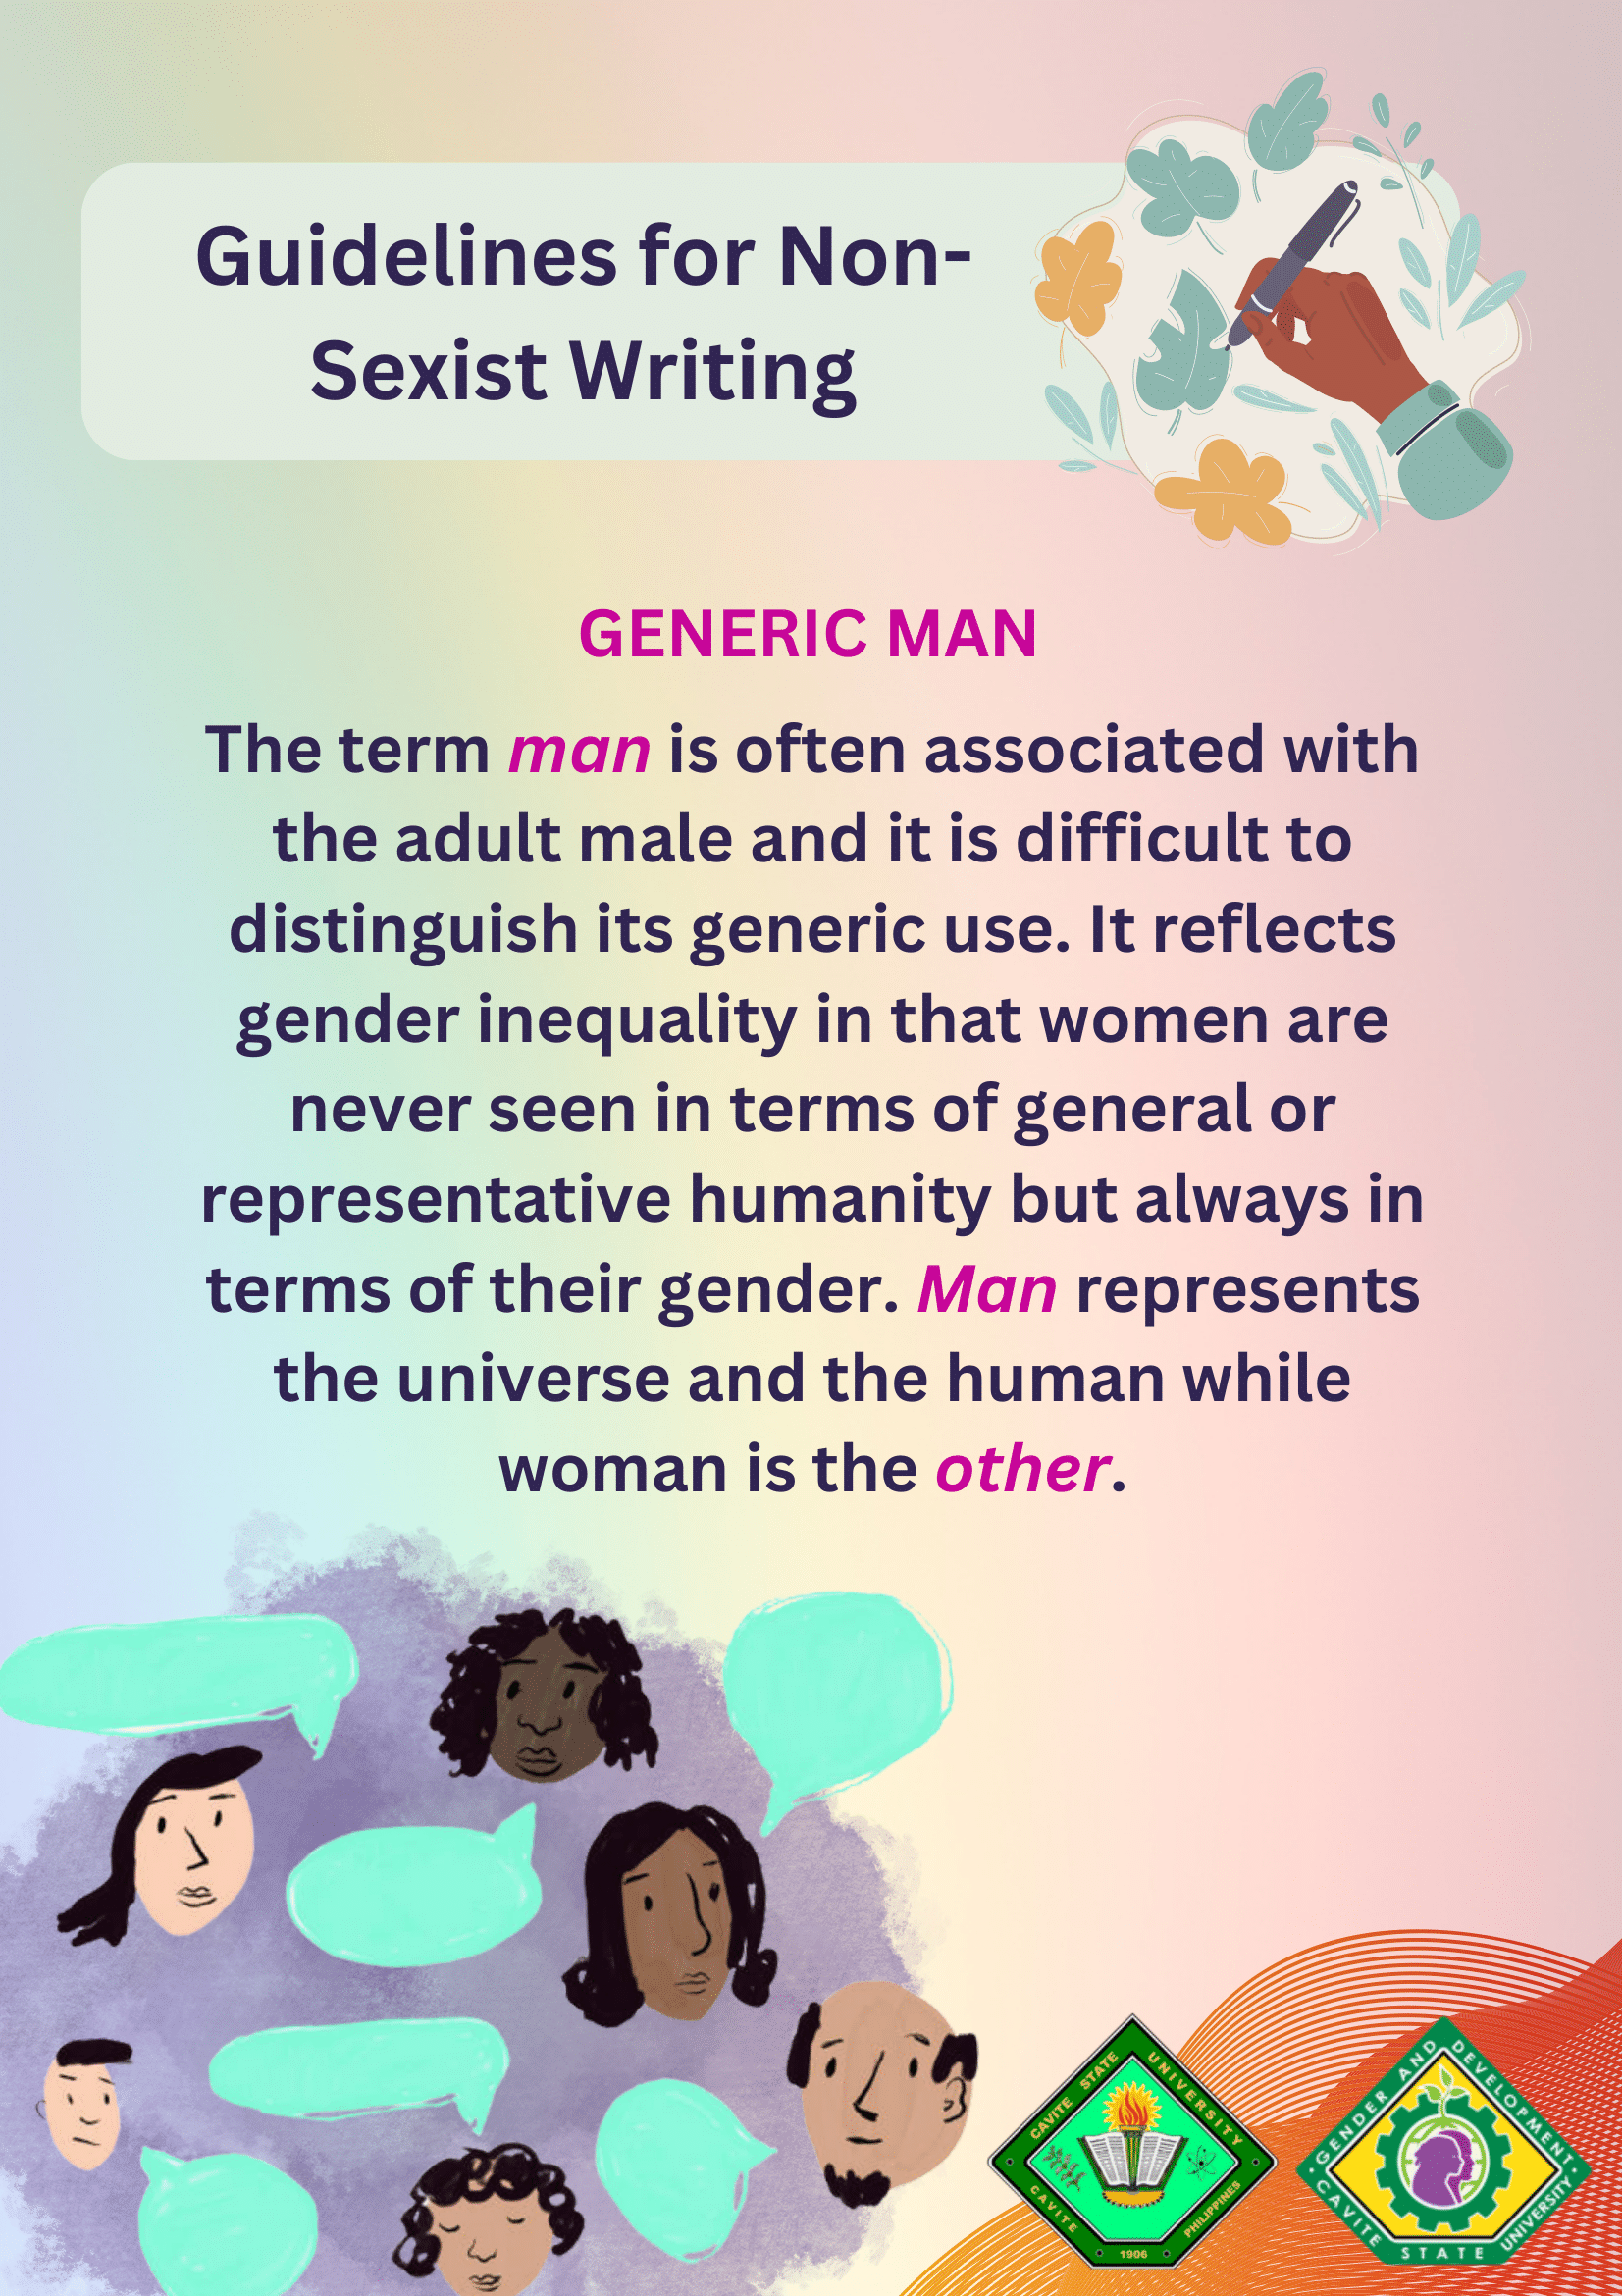 Guidelines for Non-
Sexist Writing
GENERIC MAN
The term man is often associated with
the adult male and it is difficult to
distinguish its generic use. It reflects
gender inequality in that women are
never seen in terms of general or
representative humanity but always in
terms of their gender. Man represents
the universe and the human while
woman is the other.
CAVITE STATE UNIVERSITY
CAVITE
PHILIPPINES
1906
GENDER AND DEVELOPMENT
CAVITE STATE UNIVERSITY